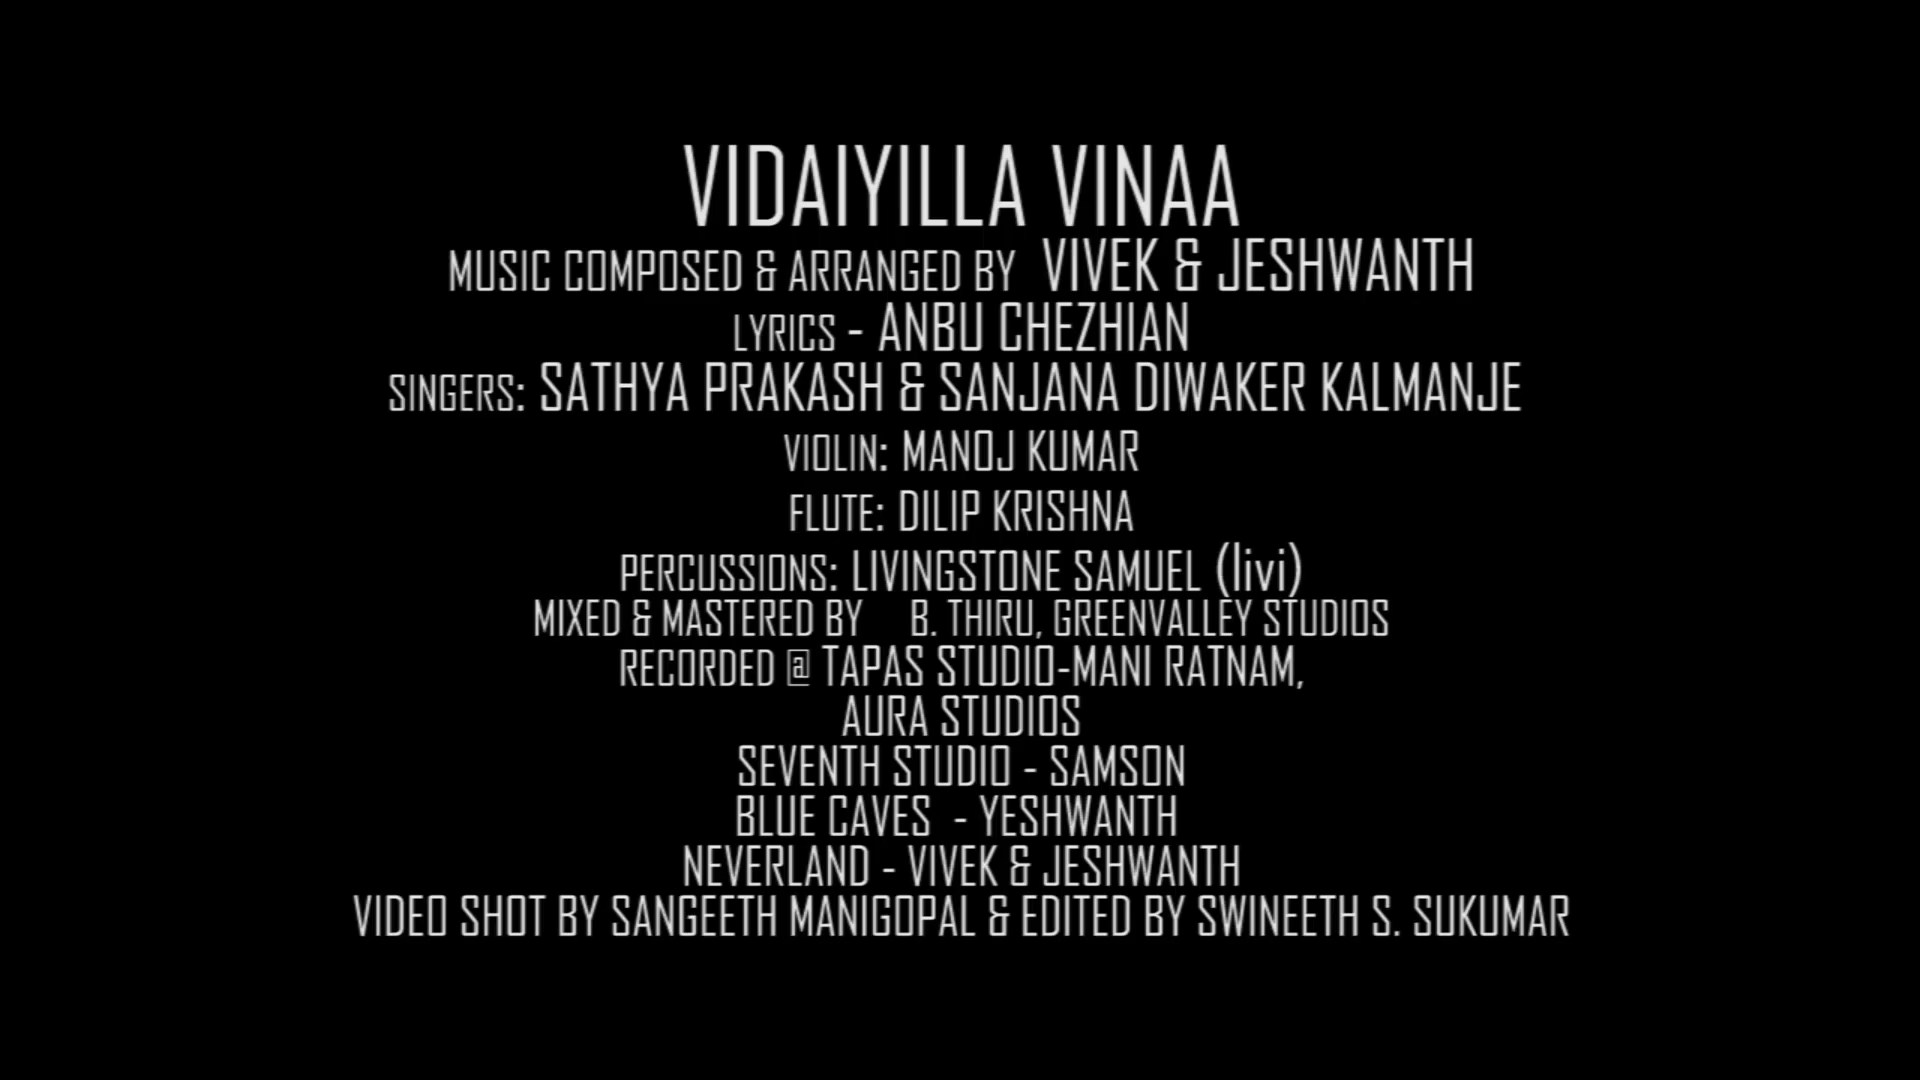 VIDAIYILLA VINAA
MUSIC COMPOSED & ARRANGED BY VIVEK & JESHWANTH
LYRICS - ANBU CHEZHIAN
SINGERS: SATHYA PRAKASH & SANJANA DIWAKER KALMANJE
VIOLIN: MANOJ KUMAR
FLUTE: DILIP KRISHNA
PERCUSSIONS: LIVINGSTONE SAMUEL (livi)
MIXED & MASTERED BY B. THIRU, GREENVALLEY STUDIOS
RECORDED @ TAPAS STUDIO-MANI RATNAM,
AURA STUDIOS
SEVENTH STUDIO - SAMSON
BLUE CAVES - YESHWANTH
NEVERLAND - VIVEK & JESHWANTH
VIDEO SHOT BY SANGEETH MANIGOPAL & EDITED BY SWINEETH S. SUKUMAR